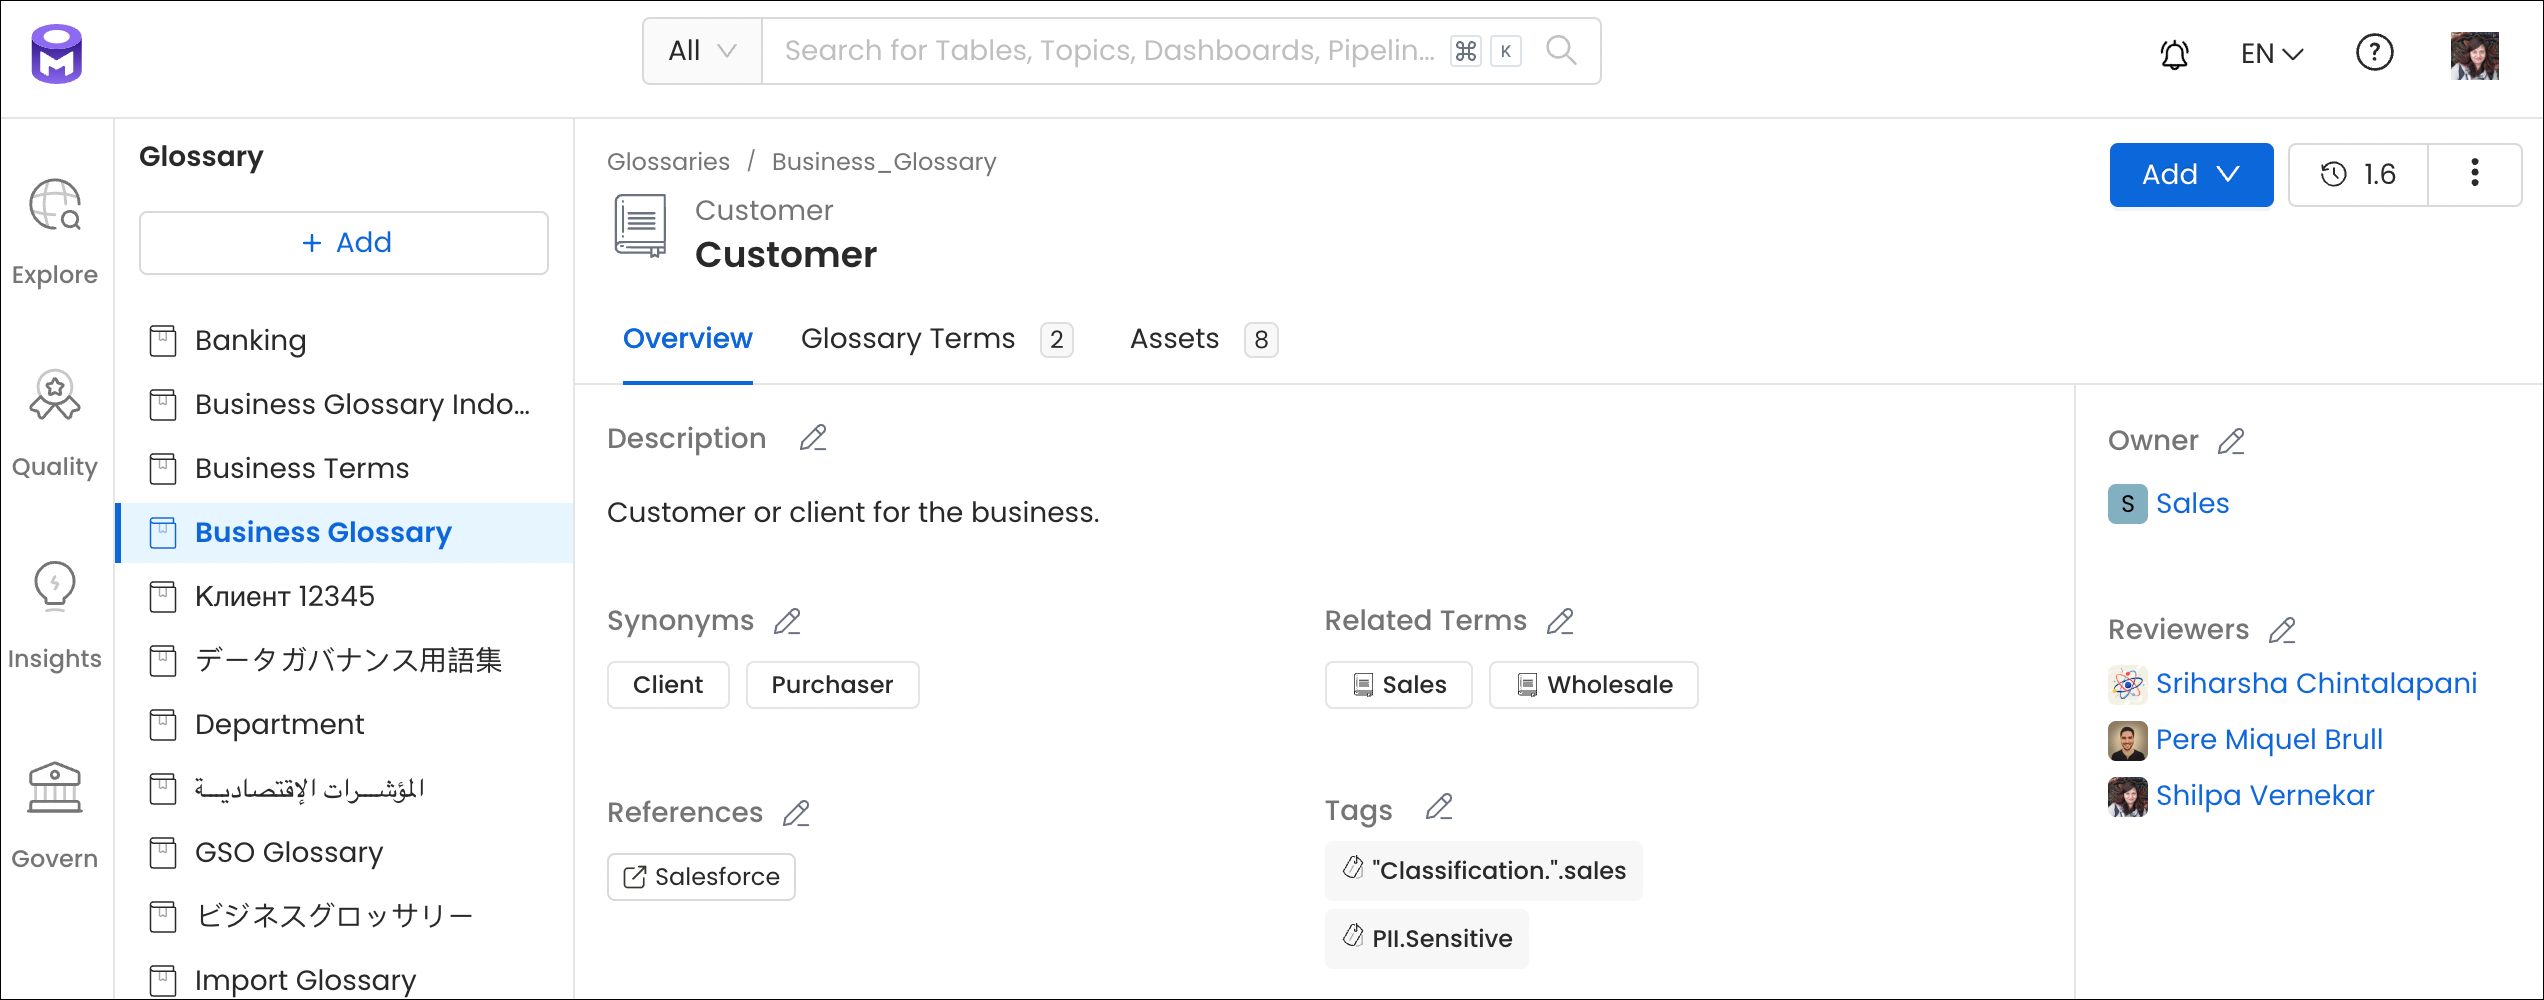 All
Search for Tables, Topics, Dashboards, Pipelin...
⌘ K
EN
?
Explore
Quality
Insights
Govern
Glossary
+ Add
Banking
Business Glossary Indo...
Business Terms
Business Glossary
Клиент 12345
データガバナンス用語集
Department
المؤشـــرات الإقتصاديـــة
GSO Glossary
ビジネスグロッサリー
Import Glossary
Glossaries / Business_Glossary
Customer
Customer
Add
1.6
Overview
Glossary Terms 2
Assets 8
Description
Customer or client for the business.
Synonyms
Client
Purchaser
Related Terms
Sales
Wholesale
References
Salesforce
Tags
"Classification.".sales
PII.Sensitive
Owner
S Sales
Reviewers
Sriharsha Chintalapani
Pere Miquel Brull
Shilpa Vernekar